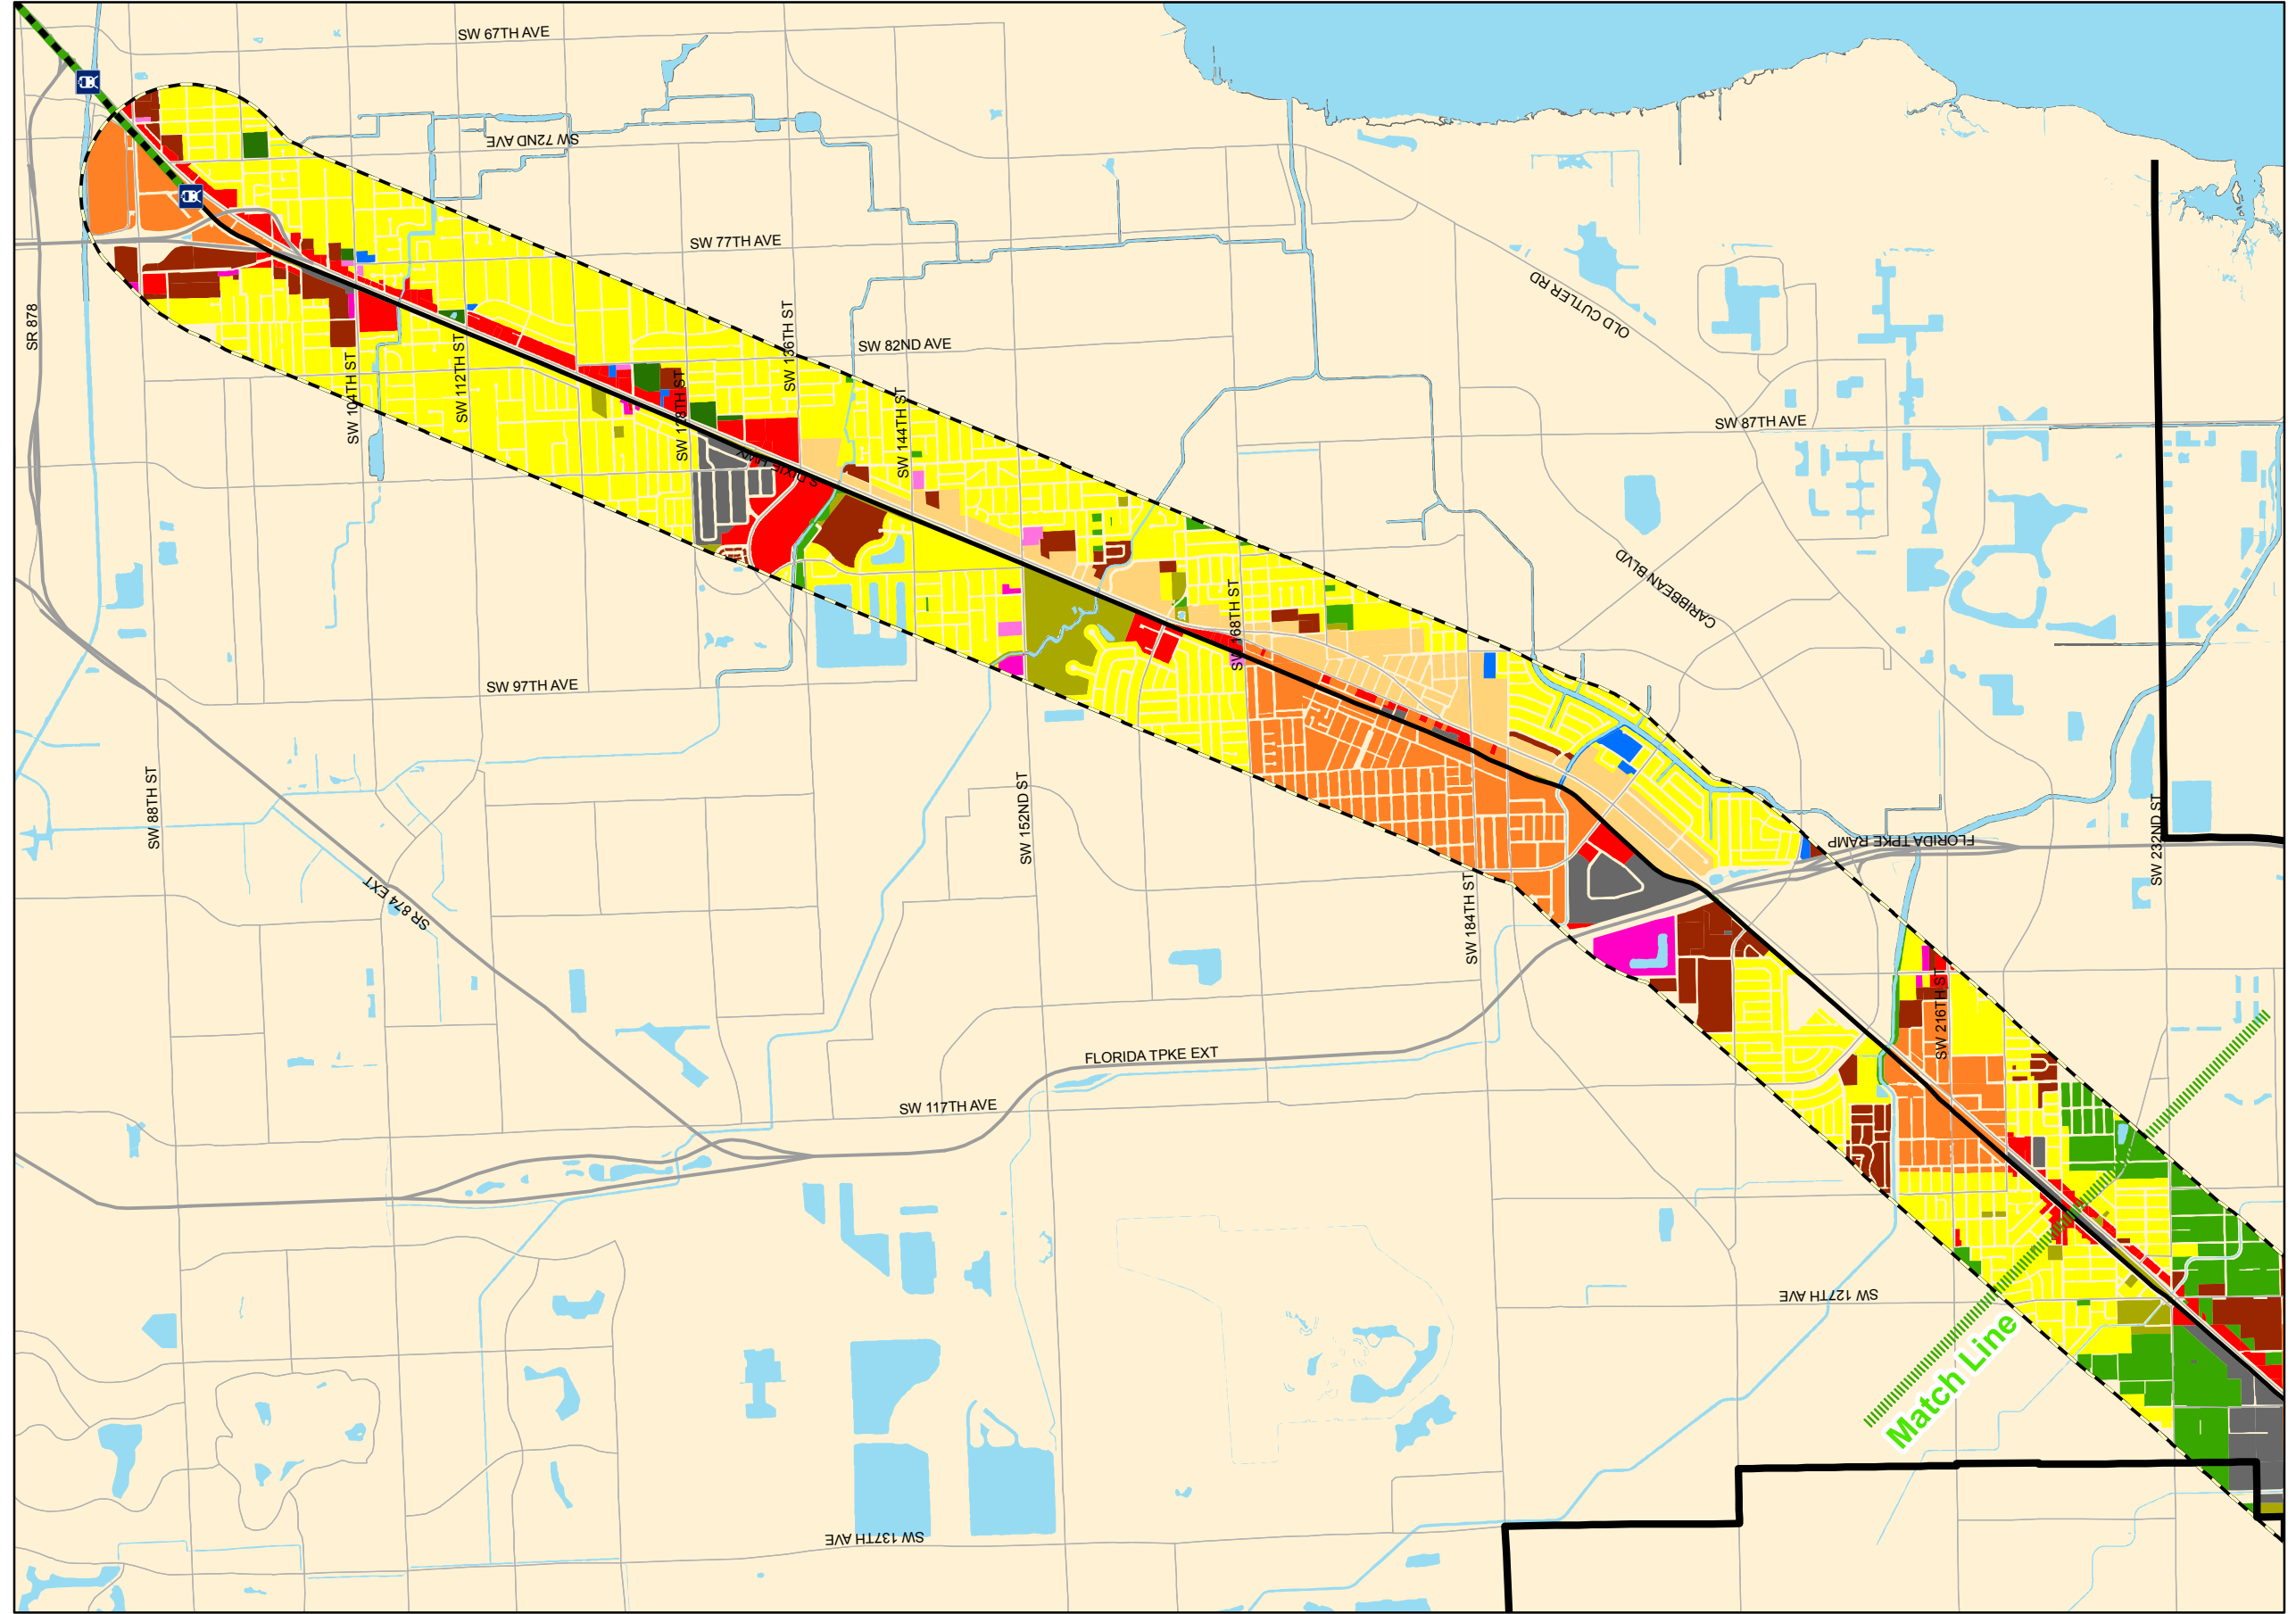 SW 67TH AVE
SW 72ND AVE
SW 77TH AVE
OLD CUTLER RD
SR 878
SW 136TH ST
SW 82ND AVE
SW 104TH ST
SW 112TH ST
SW 128TH ST
SW 144TH ST
SW 87TH AVE
S DIXIE HWY
CARIBBEAN BLVD
SW 168TH ST
SW 97TH AVE
SW 88TH ST
SW 152ND ST
FLORIDA TPKE RAMP
SW 232ND ST
SR 874 EXT
SW 184TH ST
SW 216TH ST
FLORIDA TPKE EXT
SW 117TH AVE
SW 127TH AVE
Match Line
SW 137TH AVE